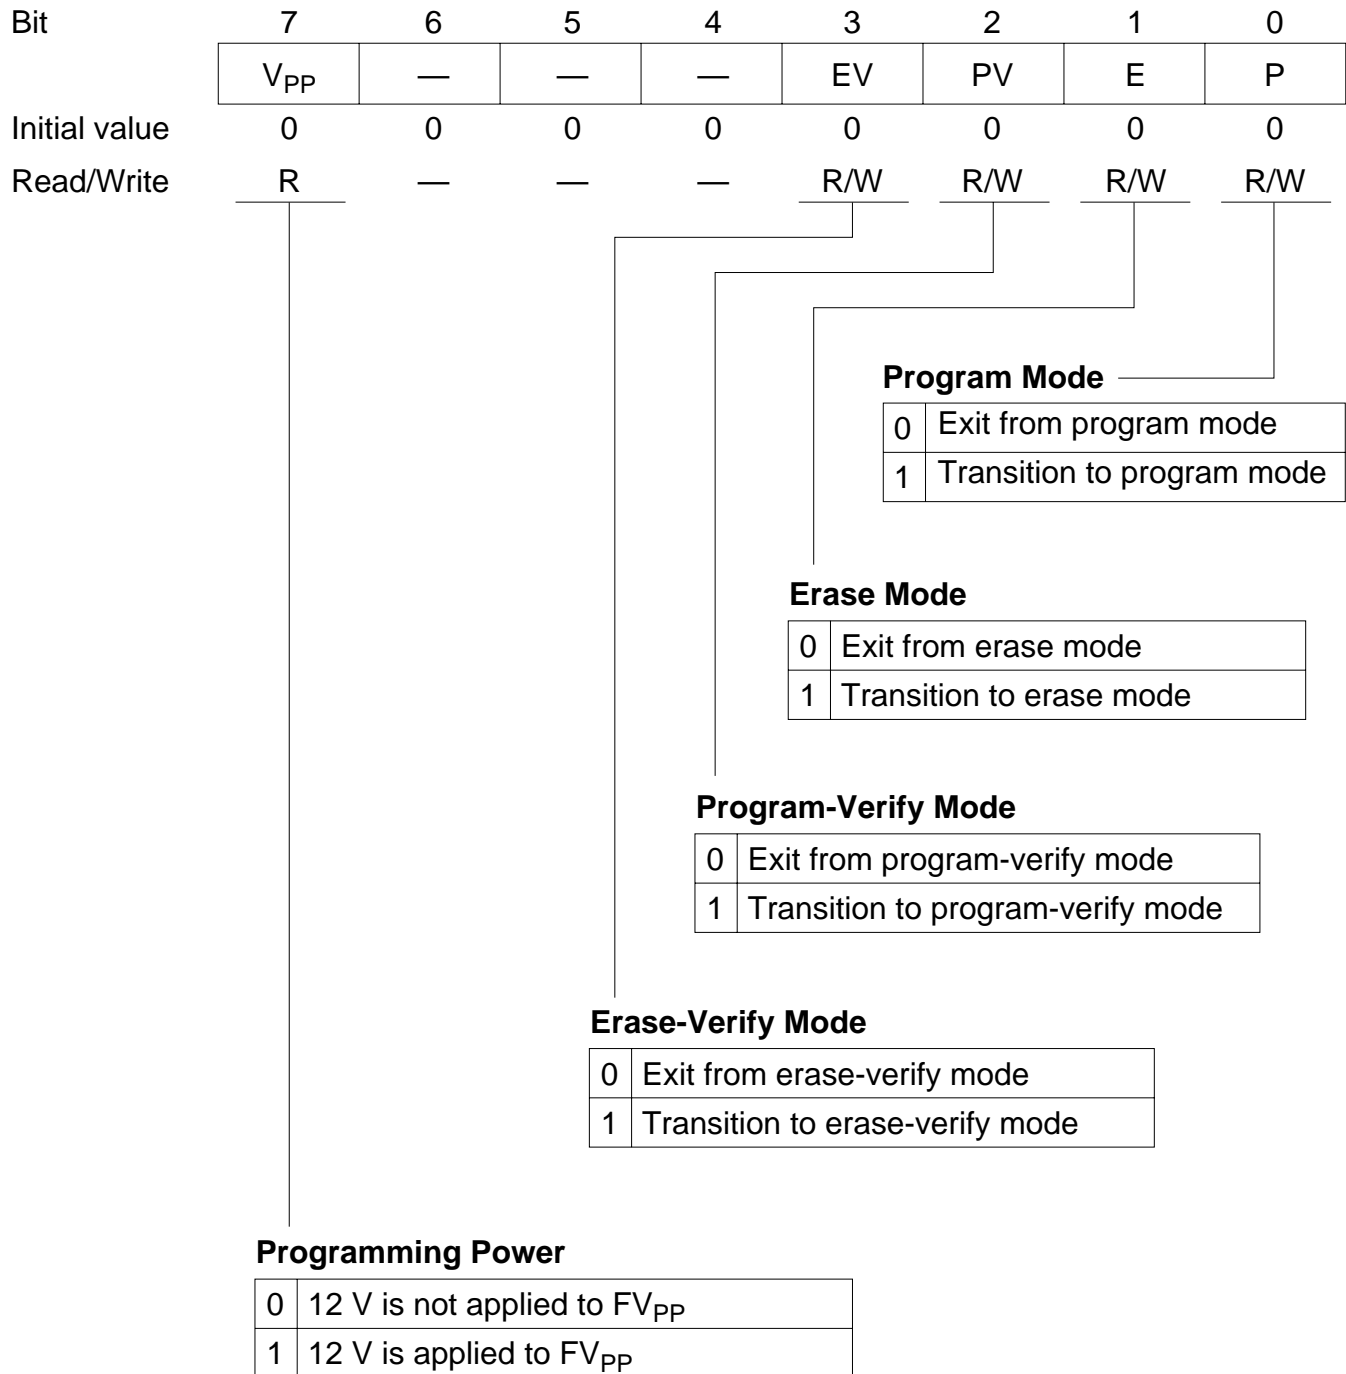 Bit 7 6 5 4 3 2 1 0
VPP — — — EV PV E P
Initial value 0 0 0 0 0 0 0 0
Read/Write R — — — R/W R/W R/W R/W
Program Mode
0 Exit from program mode
1 Transition to program mode
Erase Mode
0 Exit from erase mode
1 Transition to erase mode
Program-Verify Mode
0 Exit from program-verify mode
1 Transition to program-verify mode
Erase-Verify Mode
0 Exit from erase-verify mode
1 Transition to erase-verify mode
Programming Power
0 12 V is not applied to FVPP
1 12 V is applied to FVPP